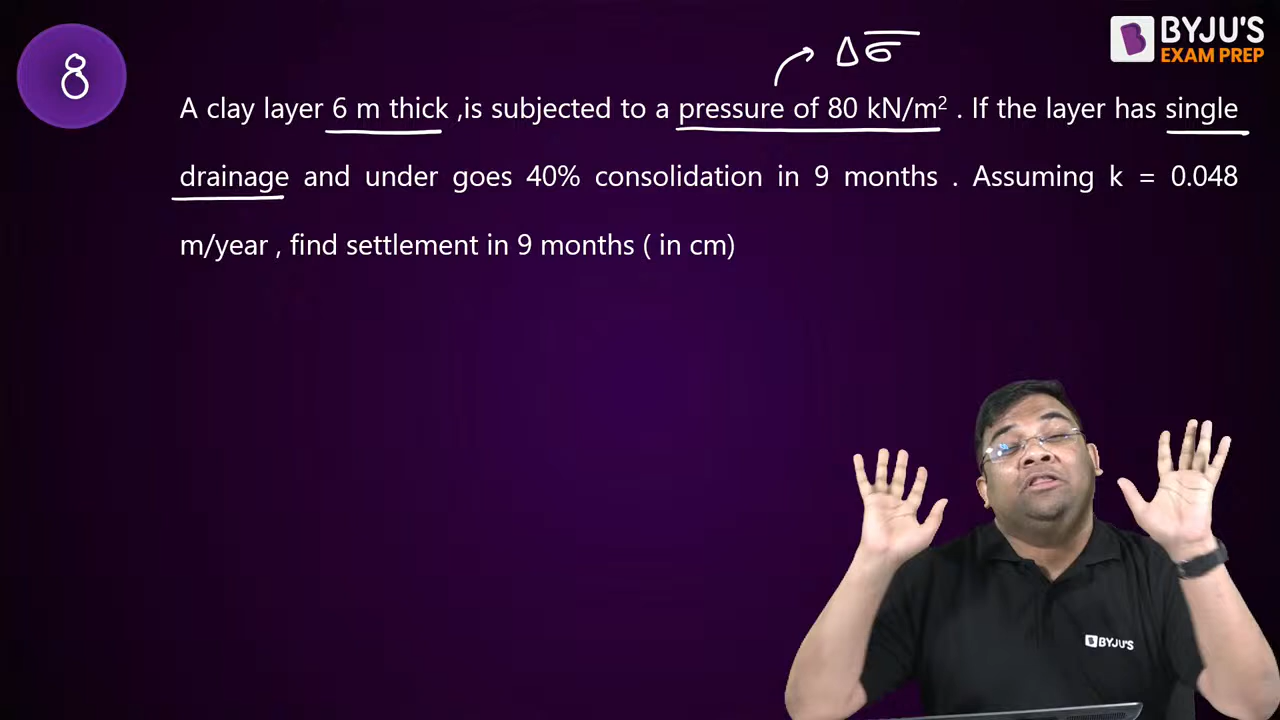 8
Δσ̅
BYJU'S
EXAM PREP
A clay layer 6 m thick ,is subjected to a pressure of 80 kN/m² . If the layer has single
drainage and under goes 40% consolidation in 9 months . Assuming k = 0.048
m/year , find settlement in 9 months ( in cm)
BYJU'S